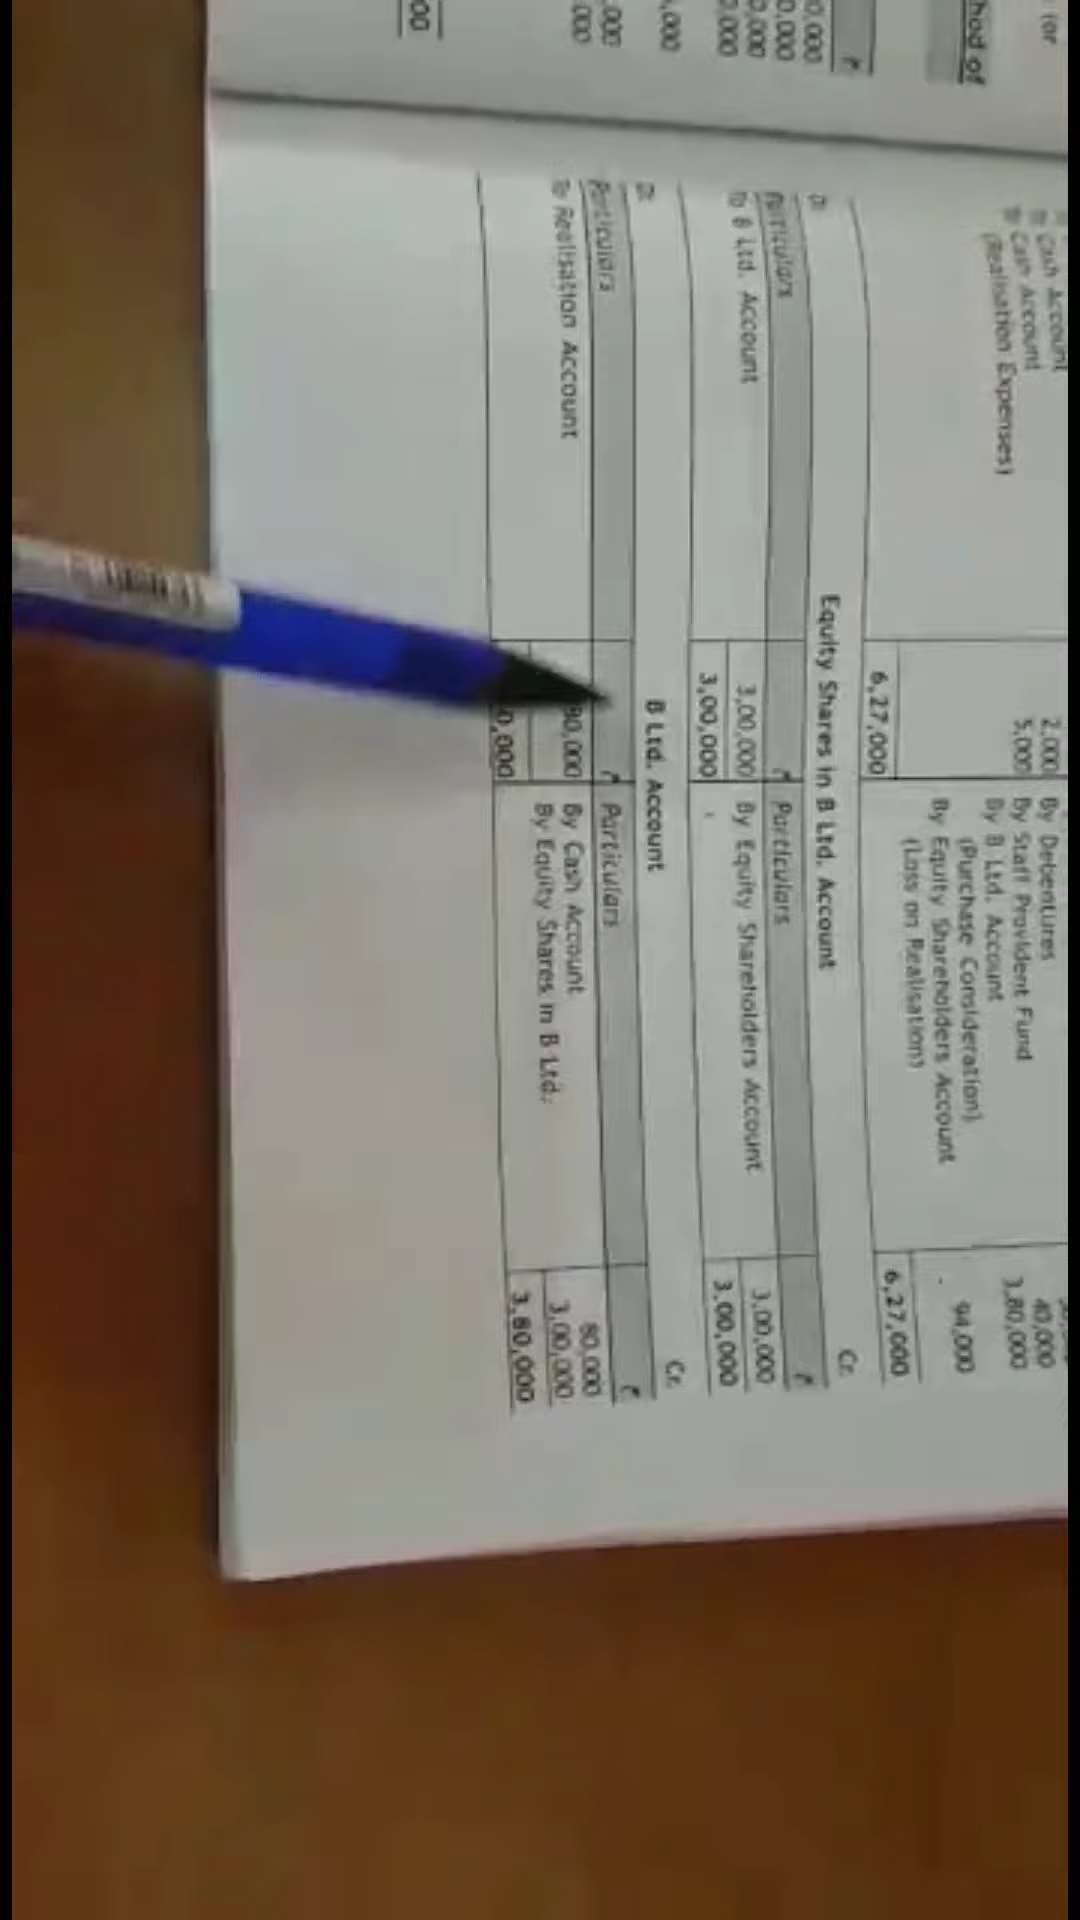 hod of
Cash Account 2,000 By Debentures
To Cash Account 5,000 By Staff Provident Fund 40,000
(Realisation Expenses) By B Ltd. Account 3,80,000
(Purchase Consideration)
By Equity Shareholders Account 94,000
(Loss on Realisation)
6,27,000 6,27,000
Equity Shares in B Ltd. Account
Dr. Cr.
Particulars ₹ Particulars ₹
To B Ltd. Account 3,00,000 By Equity Shareholders Account 3,00,000
3,00,000 3,00,000
B Ltd. Account
Dr. Cr.
Particulars ₹ Particulars ₹
To Realisation Account 80,000 By Cash Account 80,000
By Equity Shares in B Ltd. 3,00,000
0,000 3,80,000